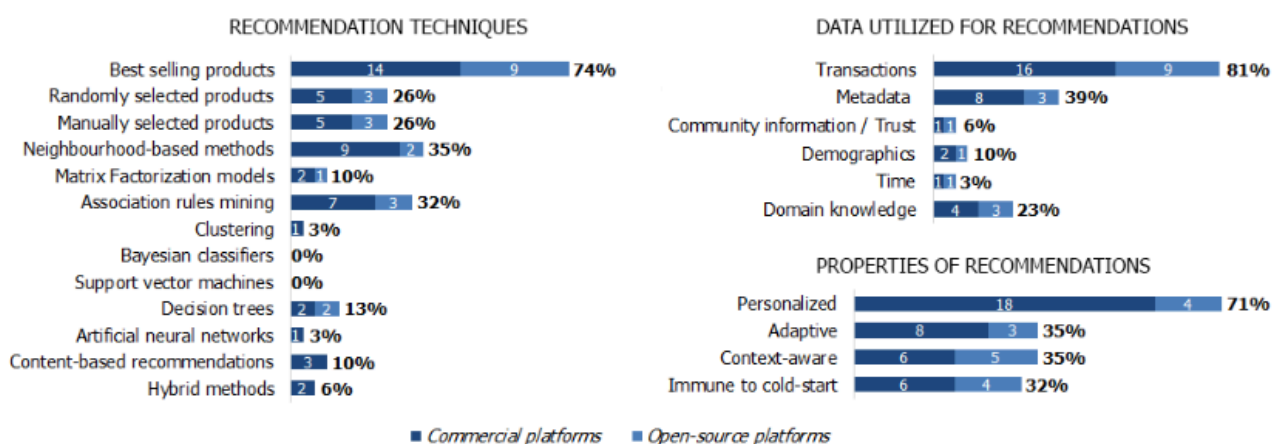 RECOMMENDATION TECHNIQUES
Best selling products 14 9 74%
Randomly selected products 5 3 26%
Manually selected products 5 3 26%
Neighbourhood-based methods 9 2 35%
Matrix Factorization models 2 1 10%
Association rules mining 7 3 32%
Clustering 1 3%
Bayesian classifiers 0%
Support vector machines 0%
Decision trees 2 2 13%
Artificial neural networks 1 3%
Content-based recommendations 3 10%
Hybrid methods 2 6%
DATA UTILIZED FOR RECOMMENDATIONS
Transactions 16 9 81%
Metadata 8 3 39%
Community information / Trust 1 1 6%
Demographics 2 1 10%
Time 1 1 3%
Domain knowledge 4 3 23%
PROPERTIES OF RECOMMENDATIONS
Personalized 18 4 71%
Adaptive 8 3 35%
Context-aware 6 5 35%
Immune to cold-start 6 4 32%
Commercial platforms Open-source platforms